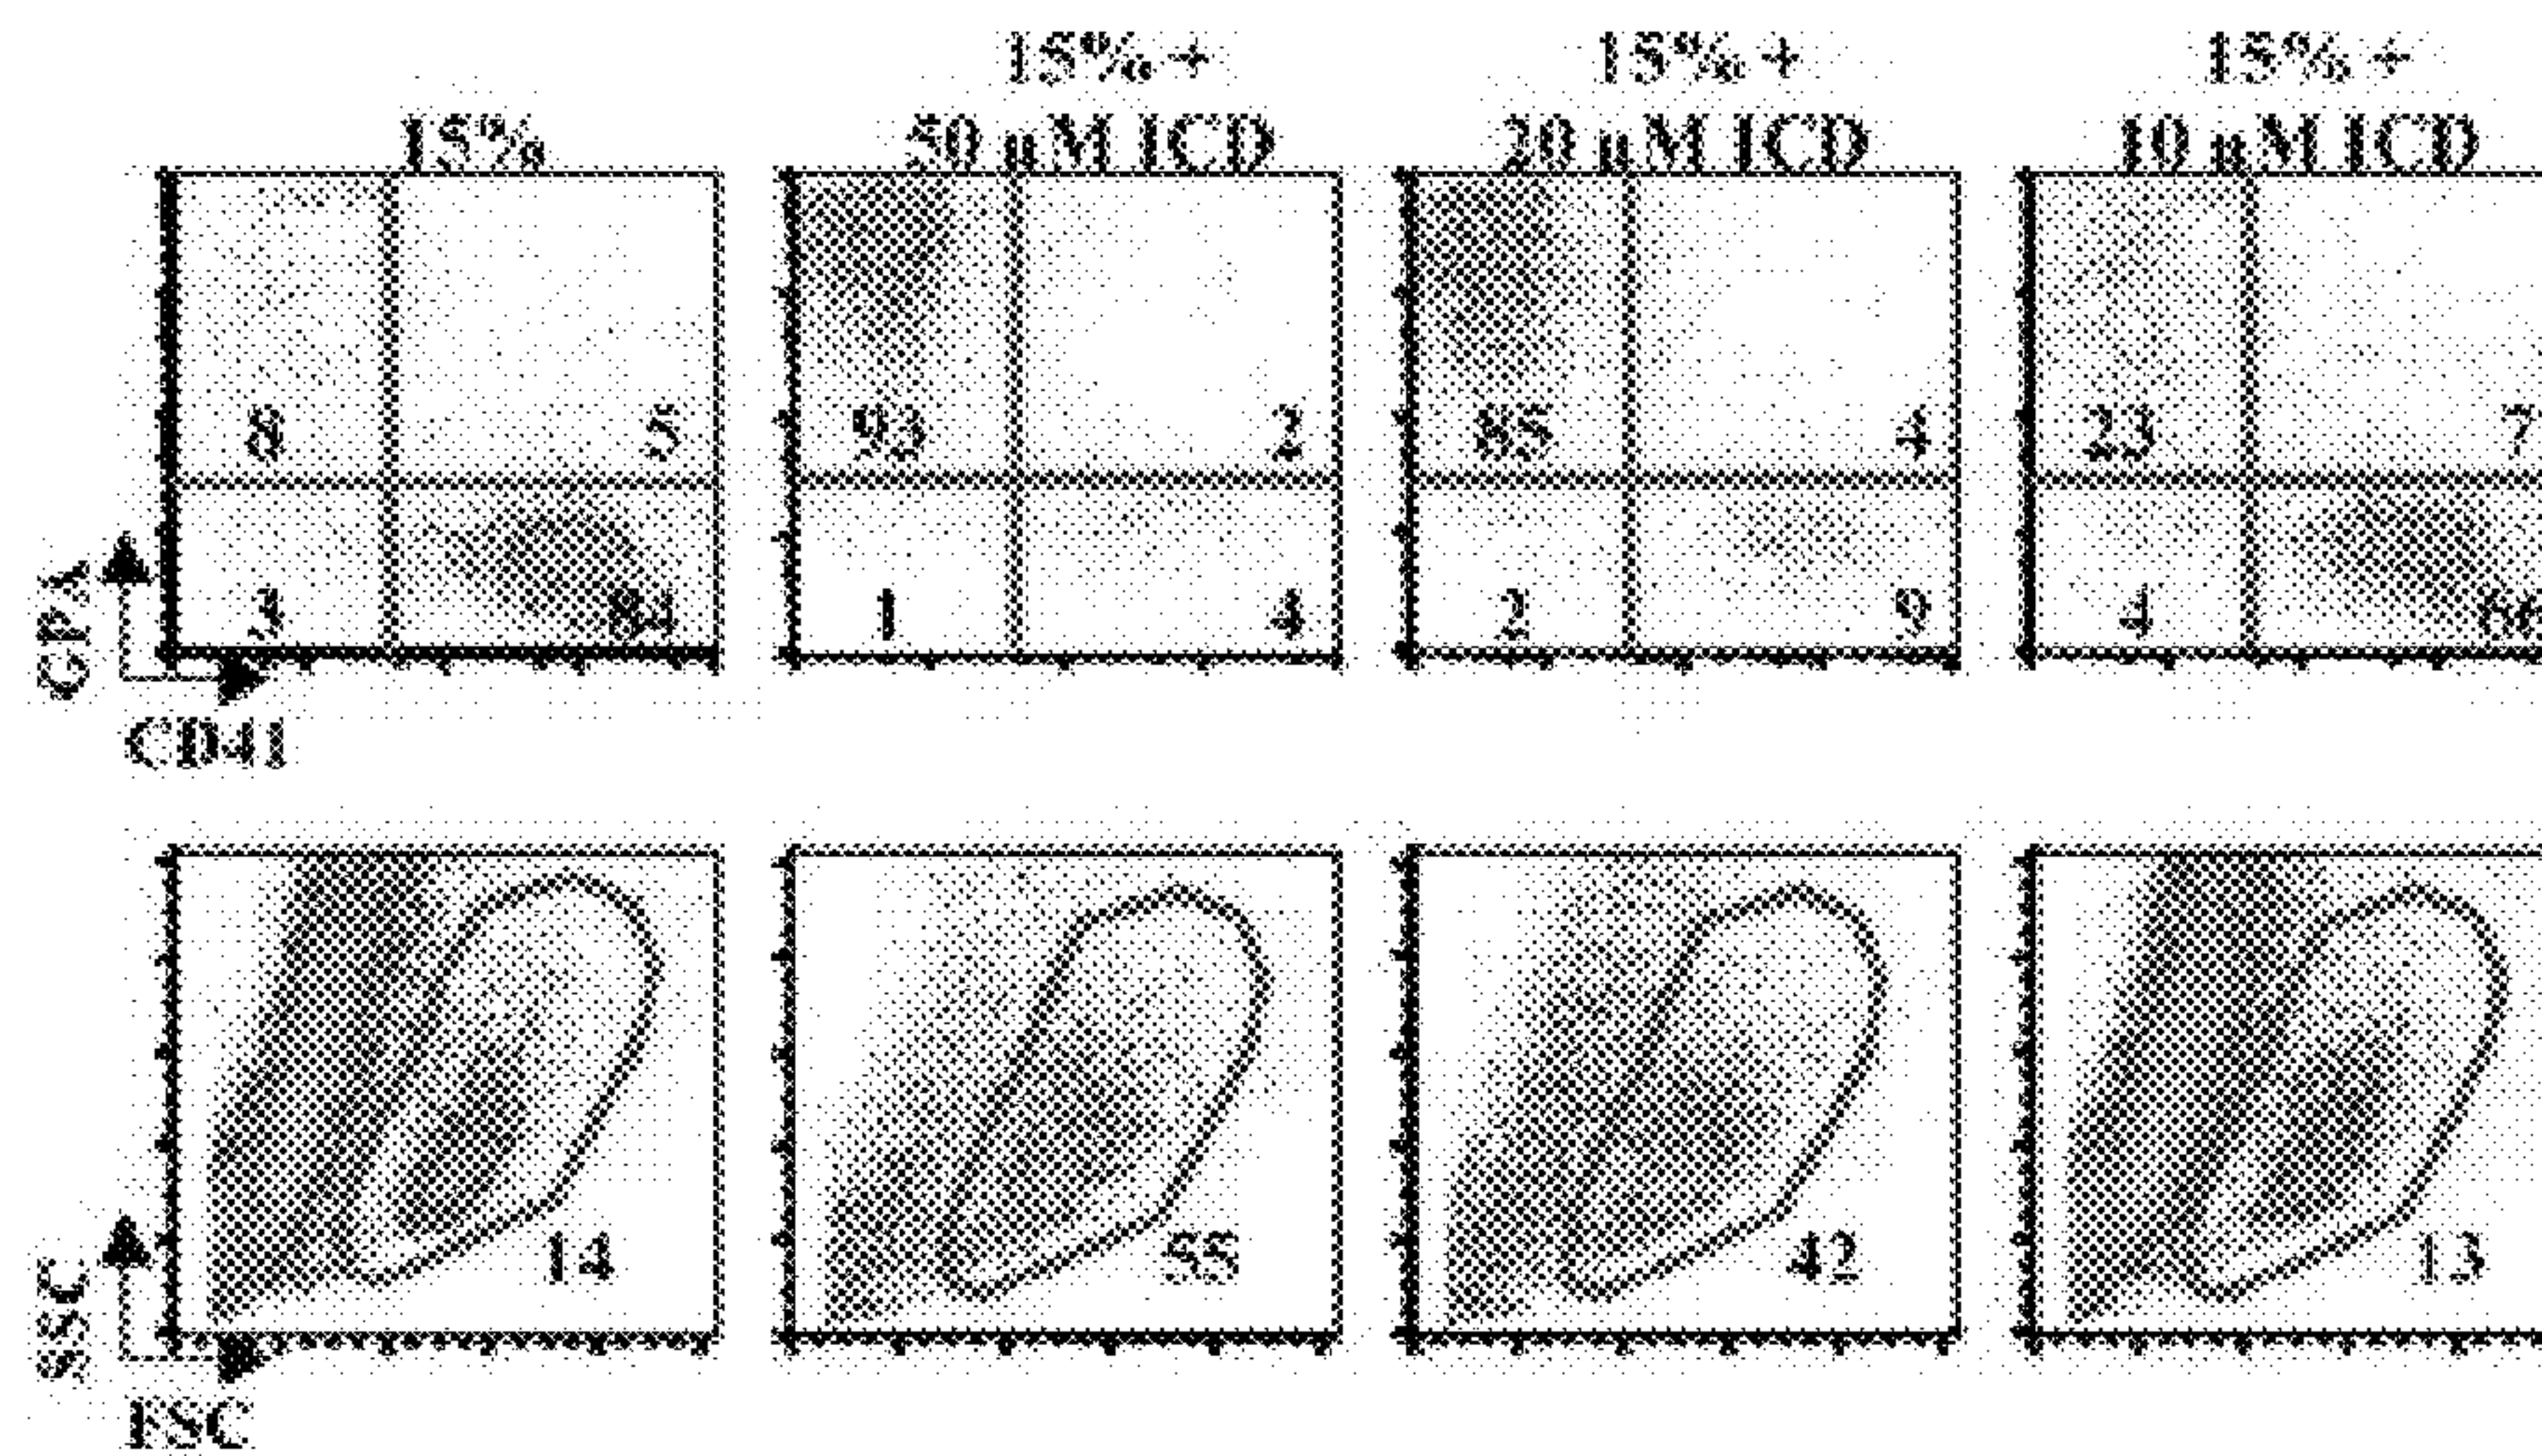 15% + 15% + 15% +
15% 50 µM ICD 20 µM ICD 10 µM ICD
8 5 93 2 85 4 23 7
84 1 4 2 9 4 66
GPA
CD41
14 55 42 13
SSC
FSC